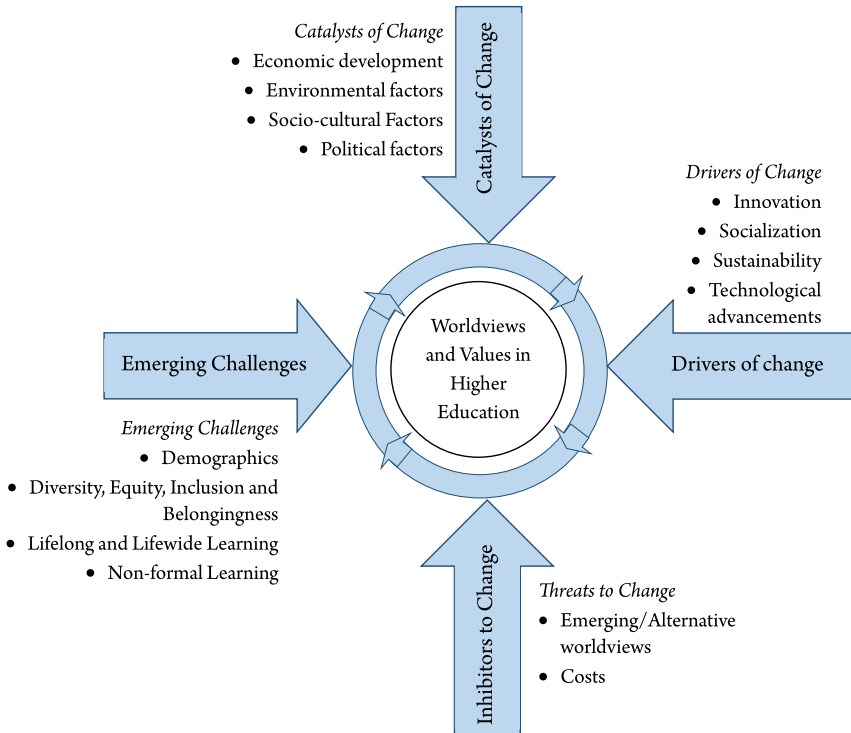 Catalysts of Change
• Economic development
• Environmental factors
• Socio-cultural Factors
• Political factors
Catalysts of Change
Drivers of Change
• Innovation
• Socialization
• Sustainability
• Technological
advancements
Worldviews
and Values in
Higher
Education
Emerging Challenges
Drivers of change
Emerging Challenges
• Demographics
• Diversity, Equity, Inclusion and
Belongingness
• Lifelong and Lifewide Learning
• Non-formal Learning
Inhibitors to Change
Threats to Change
• Emerging/Alternative
worldviews
• Costs